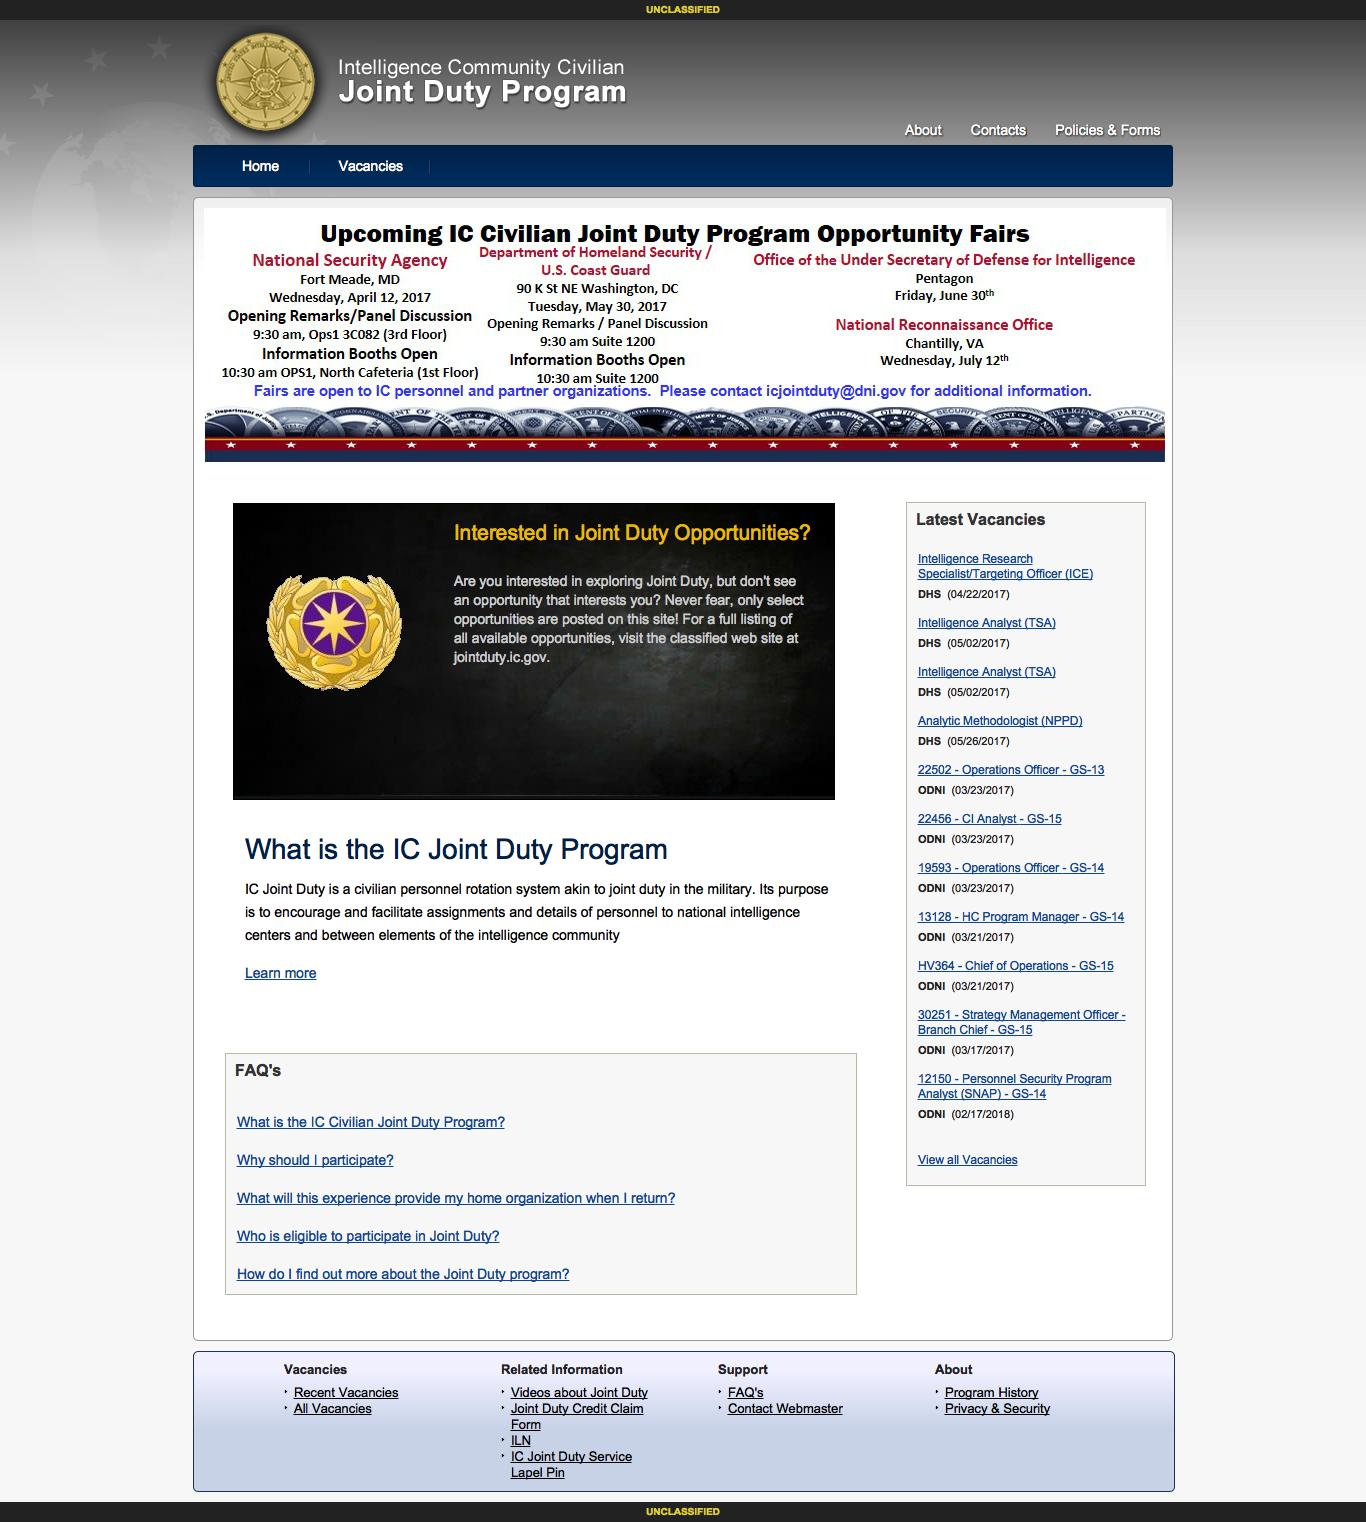 UNCLASSIFIED
Intelligence Community Civilian
Joint Duty Program
About Contacts Policies & Forms
Home Vacancies
Upcoming IC Civilian Joint Duty Program Opportunity Fairs
National Security Agency
Fort Meade, MD
Wednesday, April 12, 2017
Opening Remarks/Panel Discussion
9:30 am, Ops1 3C082 (3rd Floor)
Information Booths Open
10:30 am OPS1, North Cafeteria (1st Floor)
Department of Homeland Security /
U.S. Coast Guard
90 K St NE Washington, DC
Tuesday, May 30, 2017
Opening Remarks / Panel Discussion
9:30 am Suite 1200
Information Booths Open
10:30 am Suite 1200
Office of the Under Secretary of Defense for Intelligence
Pentagon
Friday, June 30th
National Reconnaissance Office
Chantilly, VA
Wednesday, July 12th
Fairs are open to IC personnel and partner organizations. Please contact icjointduty@dni.gov for additional information.
Interested in Joint Duty Opportunities?
Are you interested in exploring Joint Duty, but don't see
an opportunity that interests you? Never fear, only select
opportunities are posted on this site! For a full listing of
all available opportunities, visit the classified web site at
jointduty.ic.gov.
What is the IC Joint Duty Program
IC Joint Duty is a civilian personnel rotation system akin to joint duty in the military. Its purpose
is to encourage and facilitate assignments and details of personnel to national intelligence
centers and between elements of the intelligence community
Learn more
FAQ's
What is the IC Civilian Joint Duty Program?
Why should I participate?
What will this experience provide my home organization when I return?
Who is eligible to participate in Joint Duty?
How do I find out more about the Joint Duty program?
Latest Vacancies
Intelligence Research
Specialist/Targeting Officer (ICE)
DHS (04/22/2017)
Intelligence Analyst (TSA)
DHS (05/02/2017)
Intelligence Analyst (TSA)
DHS (05/02/2017)
Analytic Methodologist (NPPD)
DHS (05/26/2017)
22502 - Operations Officer - GS-13
ODNI (03/23/2017)
22456 - CI Analyst - GS-15
ODNI (03/23/2017)
19593 - Operations Officer - GS-14
ODNI (03/23/2017)
13128 - HC Program Manager - GS-14
ODNI (03/21/2017)
HV364 - Chief of Operations - GS-15
ODNI (03/21/2017)
30251 - Strategy Management Officer -
Branch Chief - GS-15
ODNI (03/17/2017)
12150 - Personnel Security Program
Analyst (SNAP) - GS-14
ODNI (02/17/2018)
View all Vacancies
Vacancies
Recent Vacancies
All Vacancies
Related Information
Videos about Joint Duty
Joint Duty Credit Claim
Form
ILN
IC Joint Duty Service
Lapel Pin
Support
FAQ's
Contact Webmaster
About
Program History
Privacy & Security
UNCLASSIFIED